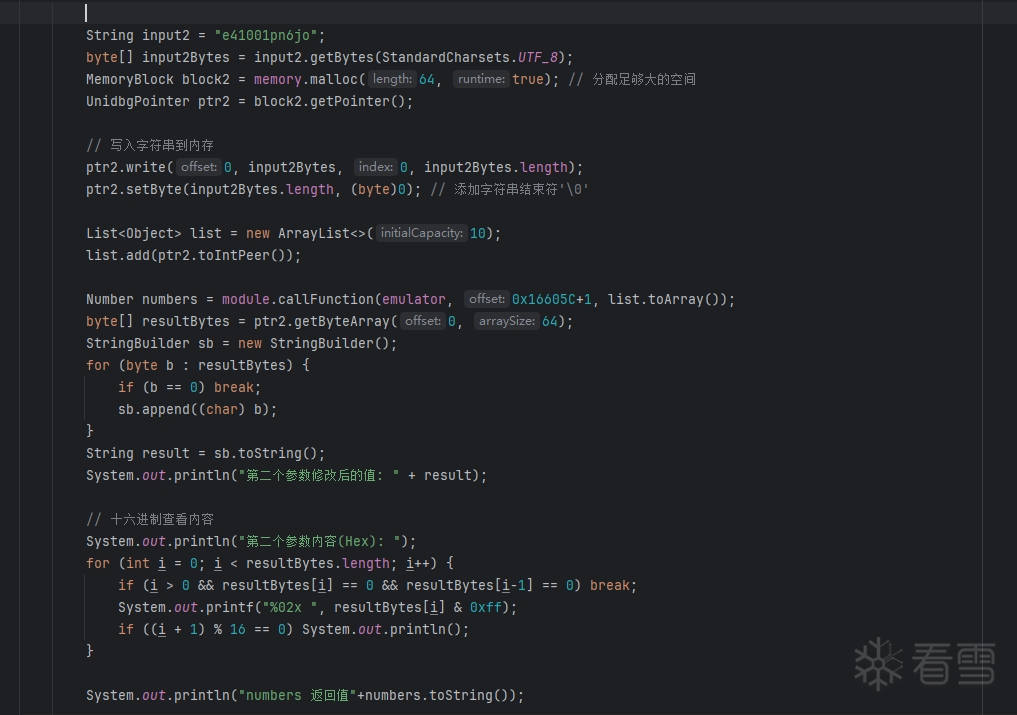 String input2 = "e41001pn6jo";
byte[] input2Bytes = input2.getBytes(StandardCharsets.UTF_8);
MemoryBlock block2 = memory.malloc( length: 64, runtime: true); // 分配足够大的空间
UnidbgPointer ptr2 = block2.getPointer();
// 写入字符串到内存
ptr2.write( offset: 0, input2Bytes, index: 0, input2Bytes.length);
ptr2.setByte(input2Bytes.length, (byte)0); // 添加字符串结束符'\0'
List<Object> list = new ArrayList<>( initialCapacity: 10);
list.add(ptr2.toIntPeer());
Number numbers = module.callFunction(emulator, offset: 0x16605C+1, list.toArray());
byte[] resultBytes = ptr2.getByteArray( offset: 0, arraySize: 64);
StringBuilder sb = new StringBuilder();
for (byte b : resultBytes) {
    if (b == 0) break;
    sb.append((char) b);
}
String result = sb.toString();
System.out.println("第二个参数修改后的值: " + result);
// 十六进制查看内容
System.out.println("第二个参数内容(Hex): ");
for (int i = 0; i < resultBytes.length; i++) {
    if (i > 0 && resultBytes[i] == 0 && resultBytes[i-1] == 0) break;
    System.out.printf("%02x ", resultBytes[i] & 0xff);
    if ((i + 1) % 16 == 0) System.out.println();
}
System.out.println("numbers 返回值"+numbers.toString());
看雪